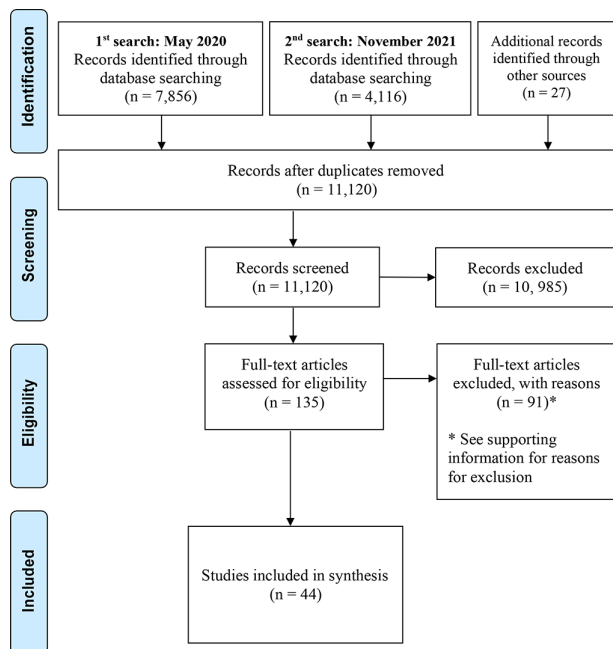 Identification
1st search: May 2020
Records identified through
database searching
(n = 7,856)
2nd search: November 2021
Records identified through
database searching
(n = 4,116)
Additional records
identified through
other sources
(n = 27)
Records after duplicates removed
(n = 11,120)
Screening
Records screened
(n = 11,120)
Records excluded
(n = 10, 985)
Eligibility
Full-text articles
assessed for eligibility
(n = 135)
Full-text articles
excluded, with reasons
(n = 91)*
* See supporting
information for reasons
for exclusion
Included
Studies included in synthesis
(n = 44)